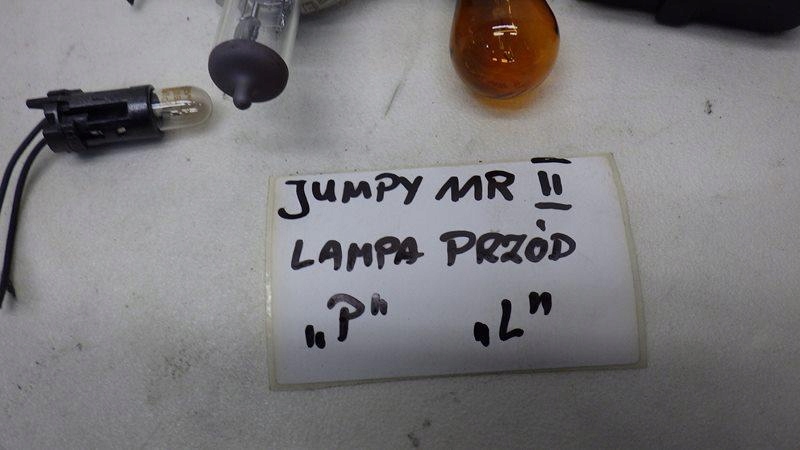 JUMPY MR II
LAMPA PRZÓD
„P" „L"